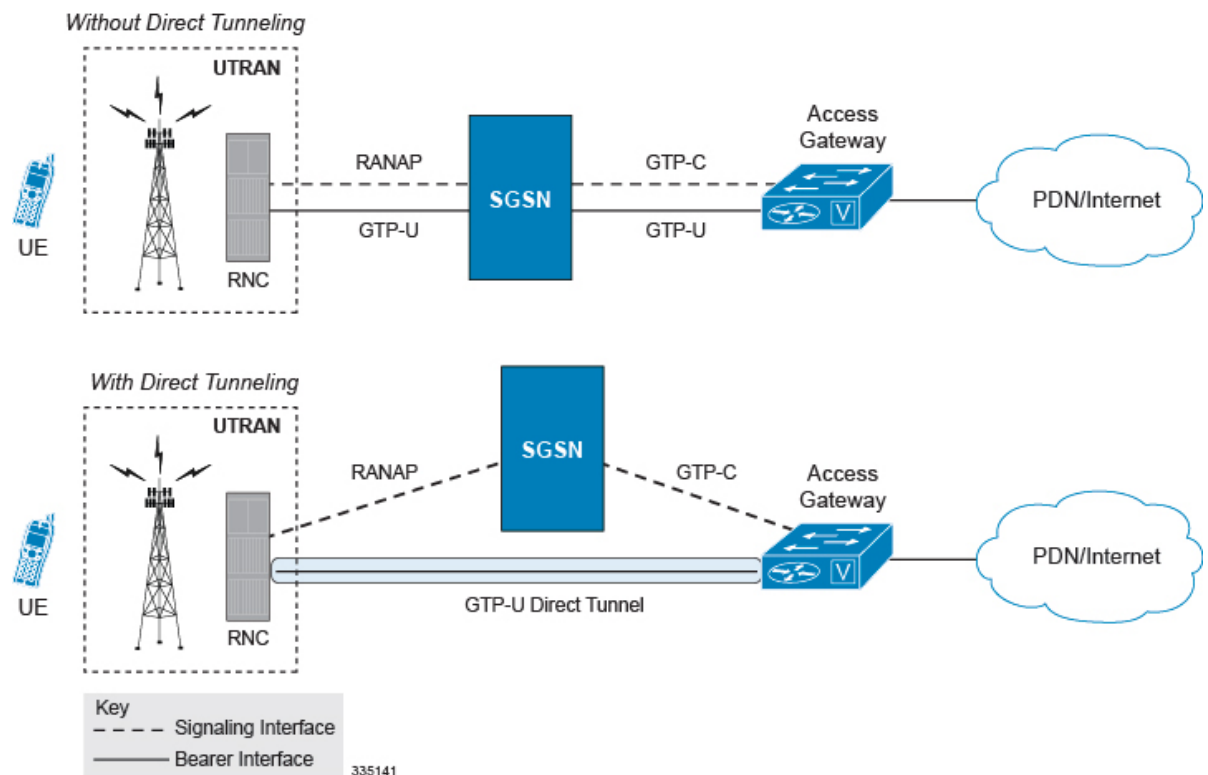 Without Direct Tunneling
UTRAN
UE
RNC
RANAP
GTP-U
SGSN
GTP-C
GTP-U
Access
Gateway
V
PDN/Internet
With Direct Tunneling
UTRAN
UE
RNC
RANAP
SGSN
GTP-C
GTP-U Direct Tunnel
Access
Gateway
V
PDN/Internet
Key
Signaling Interface
Bearer Interface
335141